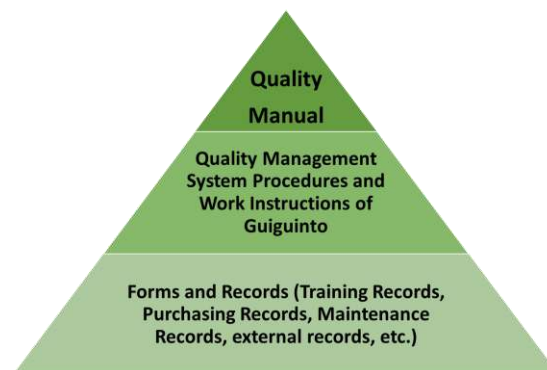 Quality
Manual
Quality Management
System Procedures and
Work Instructions of
Guiguinto
Forms and Records (Training Records,
Purchasing Records, Maintenance
Records, external records, etc.)